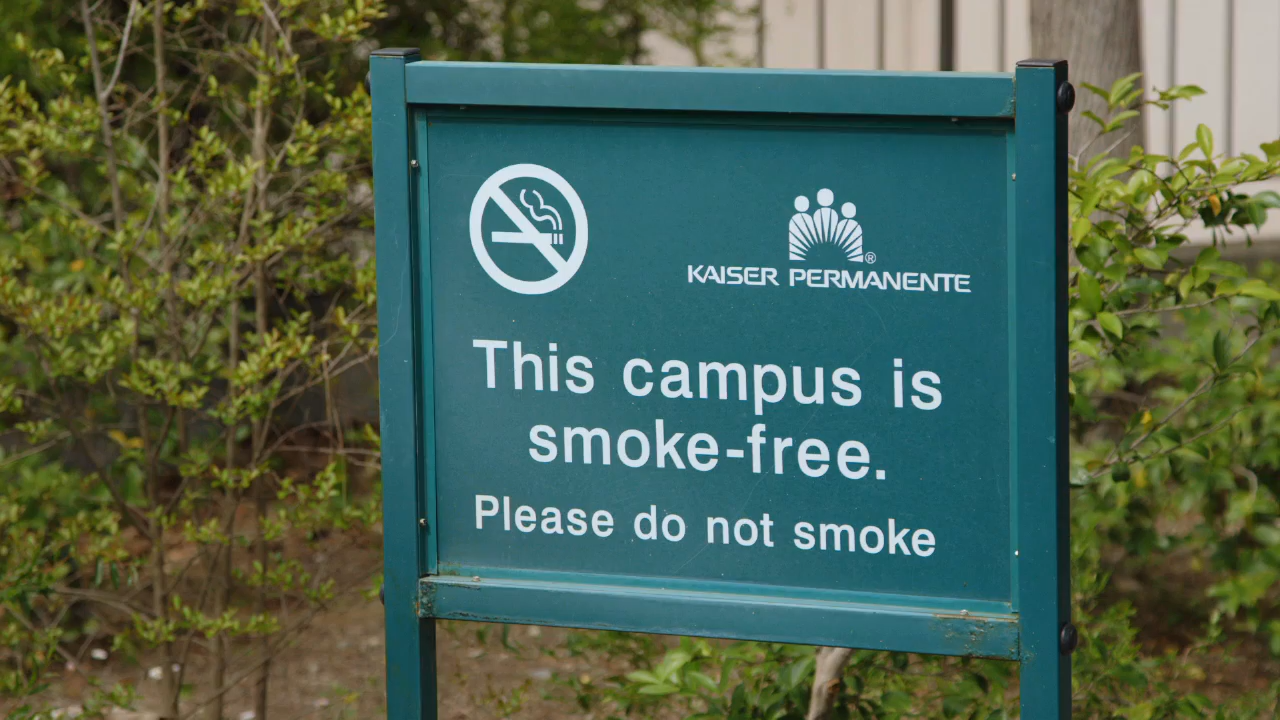 KAISER PERMANENTE®
This campus is
smoke-free.
Please do not smoke